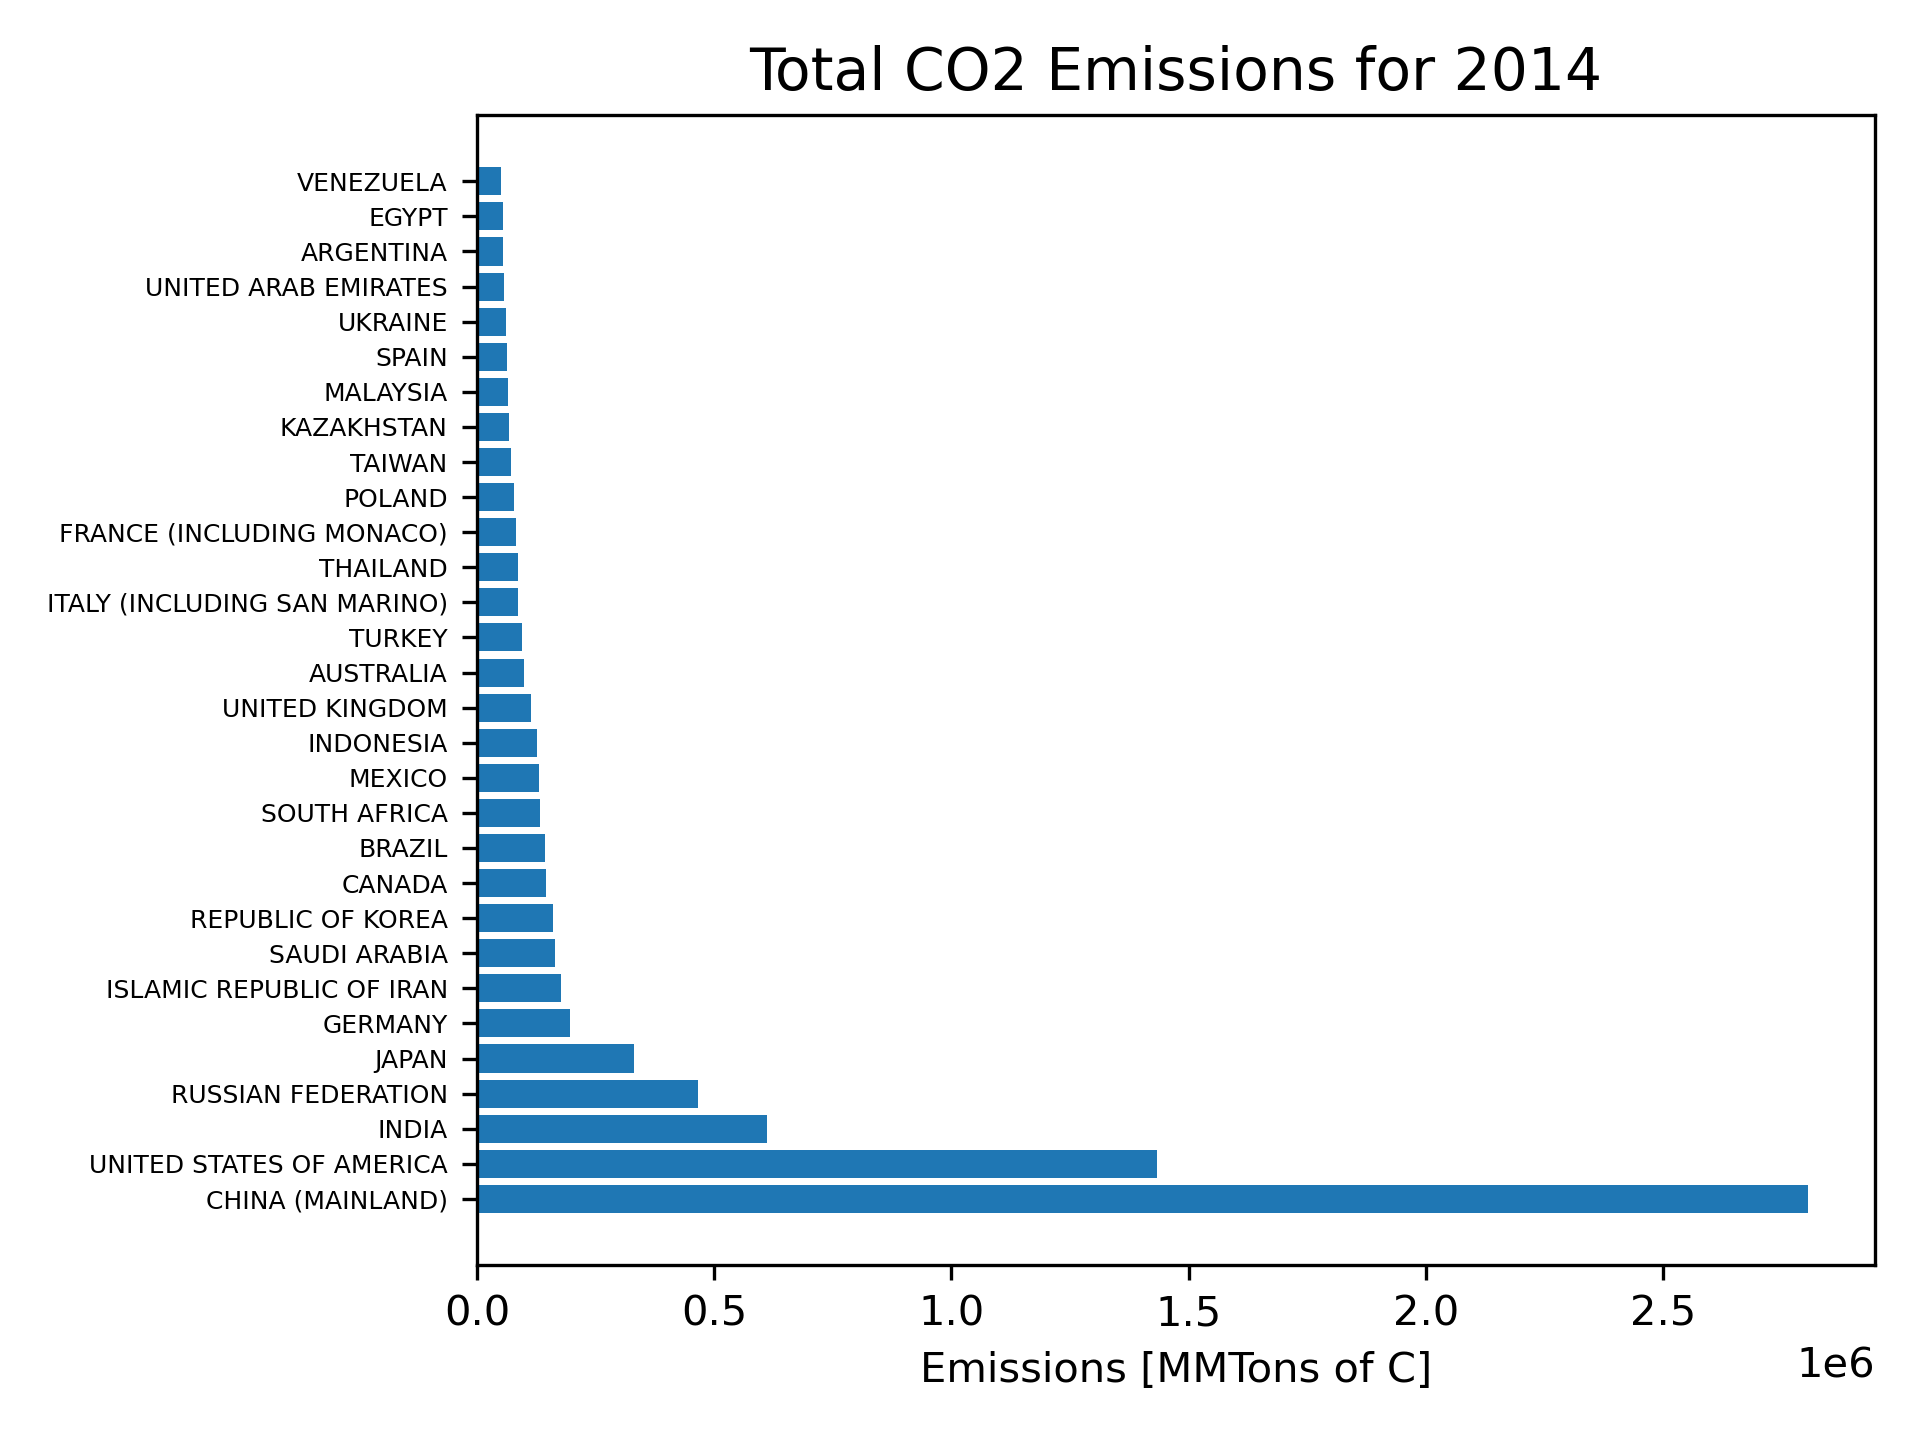 Total CO2 Emissions for 2014
VENEZUELA
EGYPT
ARGENTINA
UNITED ARAB EMIRATES
UKRAINE
SPAIN
MALAYSIA
KAZAKHSTAN
TAIWAN
POLAND
FRANCE (INCLUDING MONACO)
THAILAND
ITALY (INCLUDING SAN MARINO)
TURKEY
AUSTRALIA
UNITED KINGDOM
INDONESIA
MEXICO
SOUTH AFRICA
BRAZIL
CANADA
REPUBLIC OF KOREA
SAUDI ARABIA
ISLAMIC REPUBLIC OF IRAN
GERMANY
JAPAN
RUSSIAN FEDERATION
INDIA
UNITED STATES OF AMERICA
CHINA (MAINLAND)
0.0 0.5 1.0 1.5 2.0 2.5
Emissions [MMTons of C] 1e6